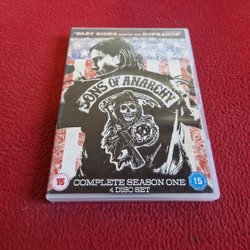 "EASY RIDER MEETS THE SOPRANOS"
SONS OF ANARCHY
COMPLETE SEASON ONE
4 DISC SET
15
15